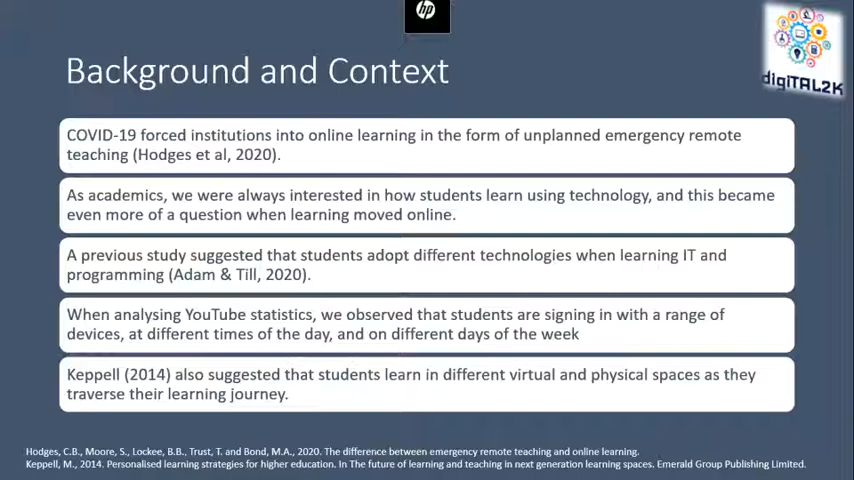 hp
digiTAL2K
Background and Context
COVID-19 forced institutions into online learning in the form of unplanned emergency remote
teaching (Hodges et al, 2020).
As academics, we were always interested in how students learn using technology, and this became
even more of a question when learning moved online.
A previous study suggested that students adopt different technologies when learning IT and
programming (Adam & Till, 2020).
When analysing YouTube statistics, we observed that students are signing in with a range of
devices, at different times of the day, and on different days of the week
Keppell (2014) also suggested that students learn in different virtual and physical spaces as they
traverse their learning journey.
Hodges, C.B., Moore, S., Lockee, B.B., Trust, T. and Bond, M.A., 2020. The difference between emergency remote teaching and online learning.
Keppell, M., 2014. Personalised learning strategies for higher education. In The future of learning and teaching in next generation learning spaces. Emerald Group Publishing Limited.